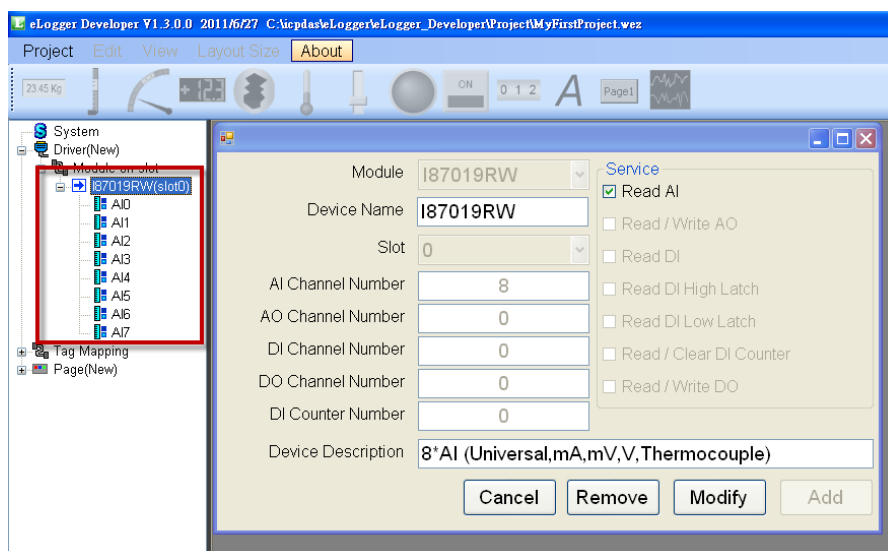 eLogger Developer V1.3.0.0 2011/6/27 C:\icpdas\eLogger\eLogger_Developer\Project\MyFirstProject.wez
Project Edit View Layout Size About
23.45 Kg +12.3 ON 0 1 2 A Page1
System
Driver(New)
Module on slot
I87019RW(slot0)
AI0
AI1
AI2
AI3
AI4
AI5
AI6
AI7
Tag Mapping
Page(New)
Module I87019RW
Device Name I87019RW
Slot 0
AI Channel Number 8
AO Channel Number 0
DI Channel Number 0
DO Channel Number 0
DI Counter Number 0
Service
Read AI
Read / Write AO
Read DI
Read DI High Latch
Read DI Low Latch
Read / Clear DI Counter
Read / Write DO
Device Description 8*AI (Universal,mA,mV,V,Thermocouple)
Cancel Remove Modify Add